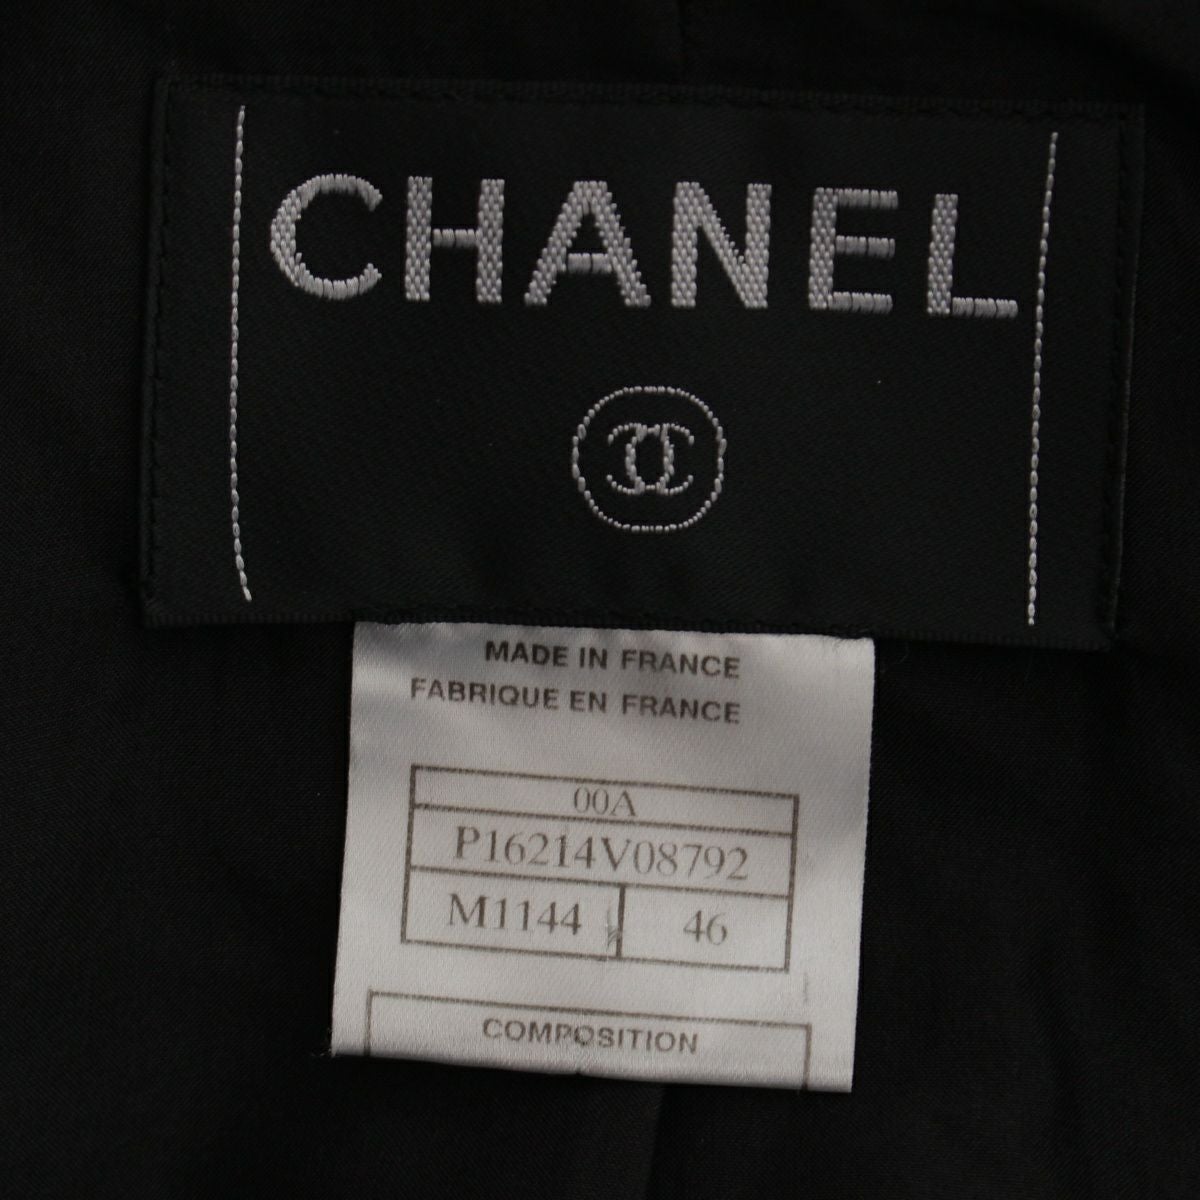 CHANEL
MADE IN FRANCE
FABRIQUE EN FRANCE
00A
P16214V08792
M1144 46
COMPOSITION